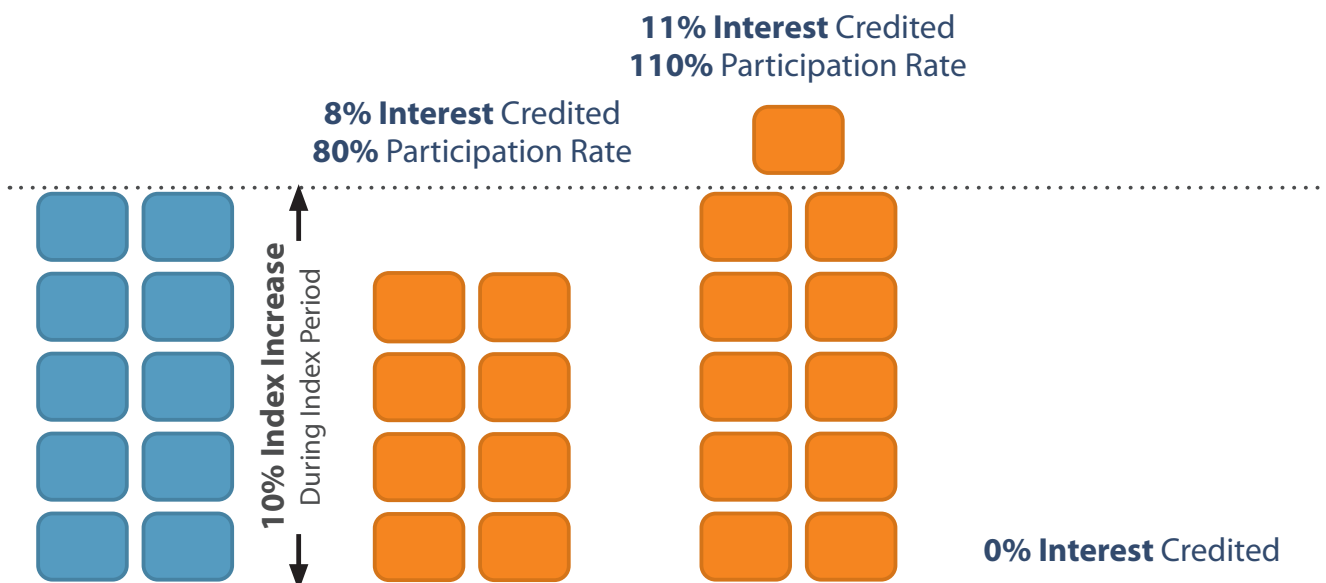 11% Interest Credited
110% Participation Rate
8% Interest Credited
80% Participation Rate
10% Index Increase
During Index Period
0% Interest Credited